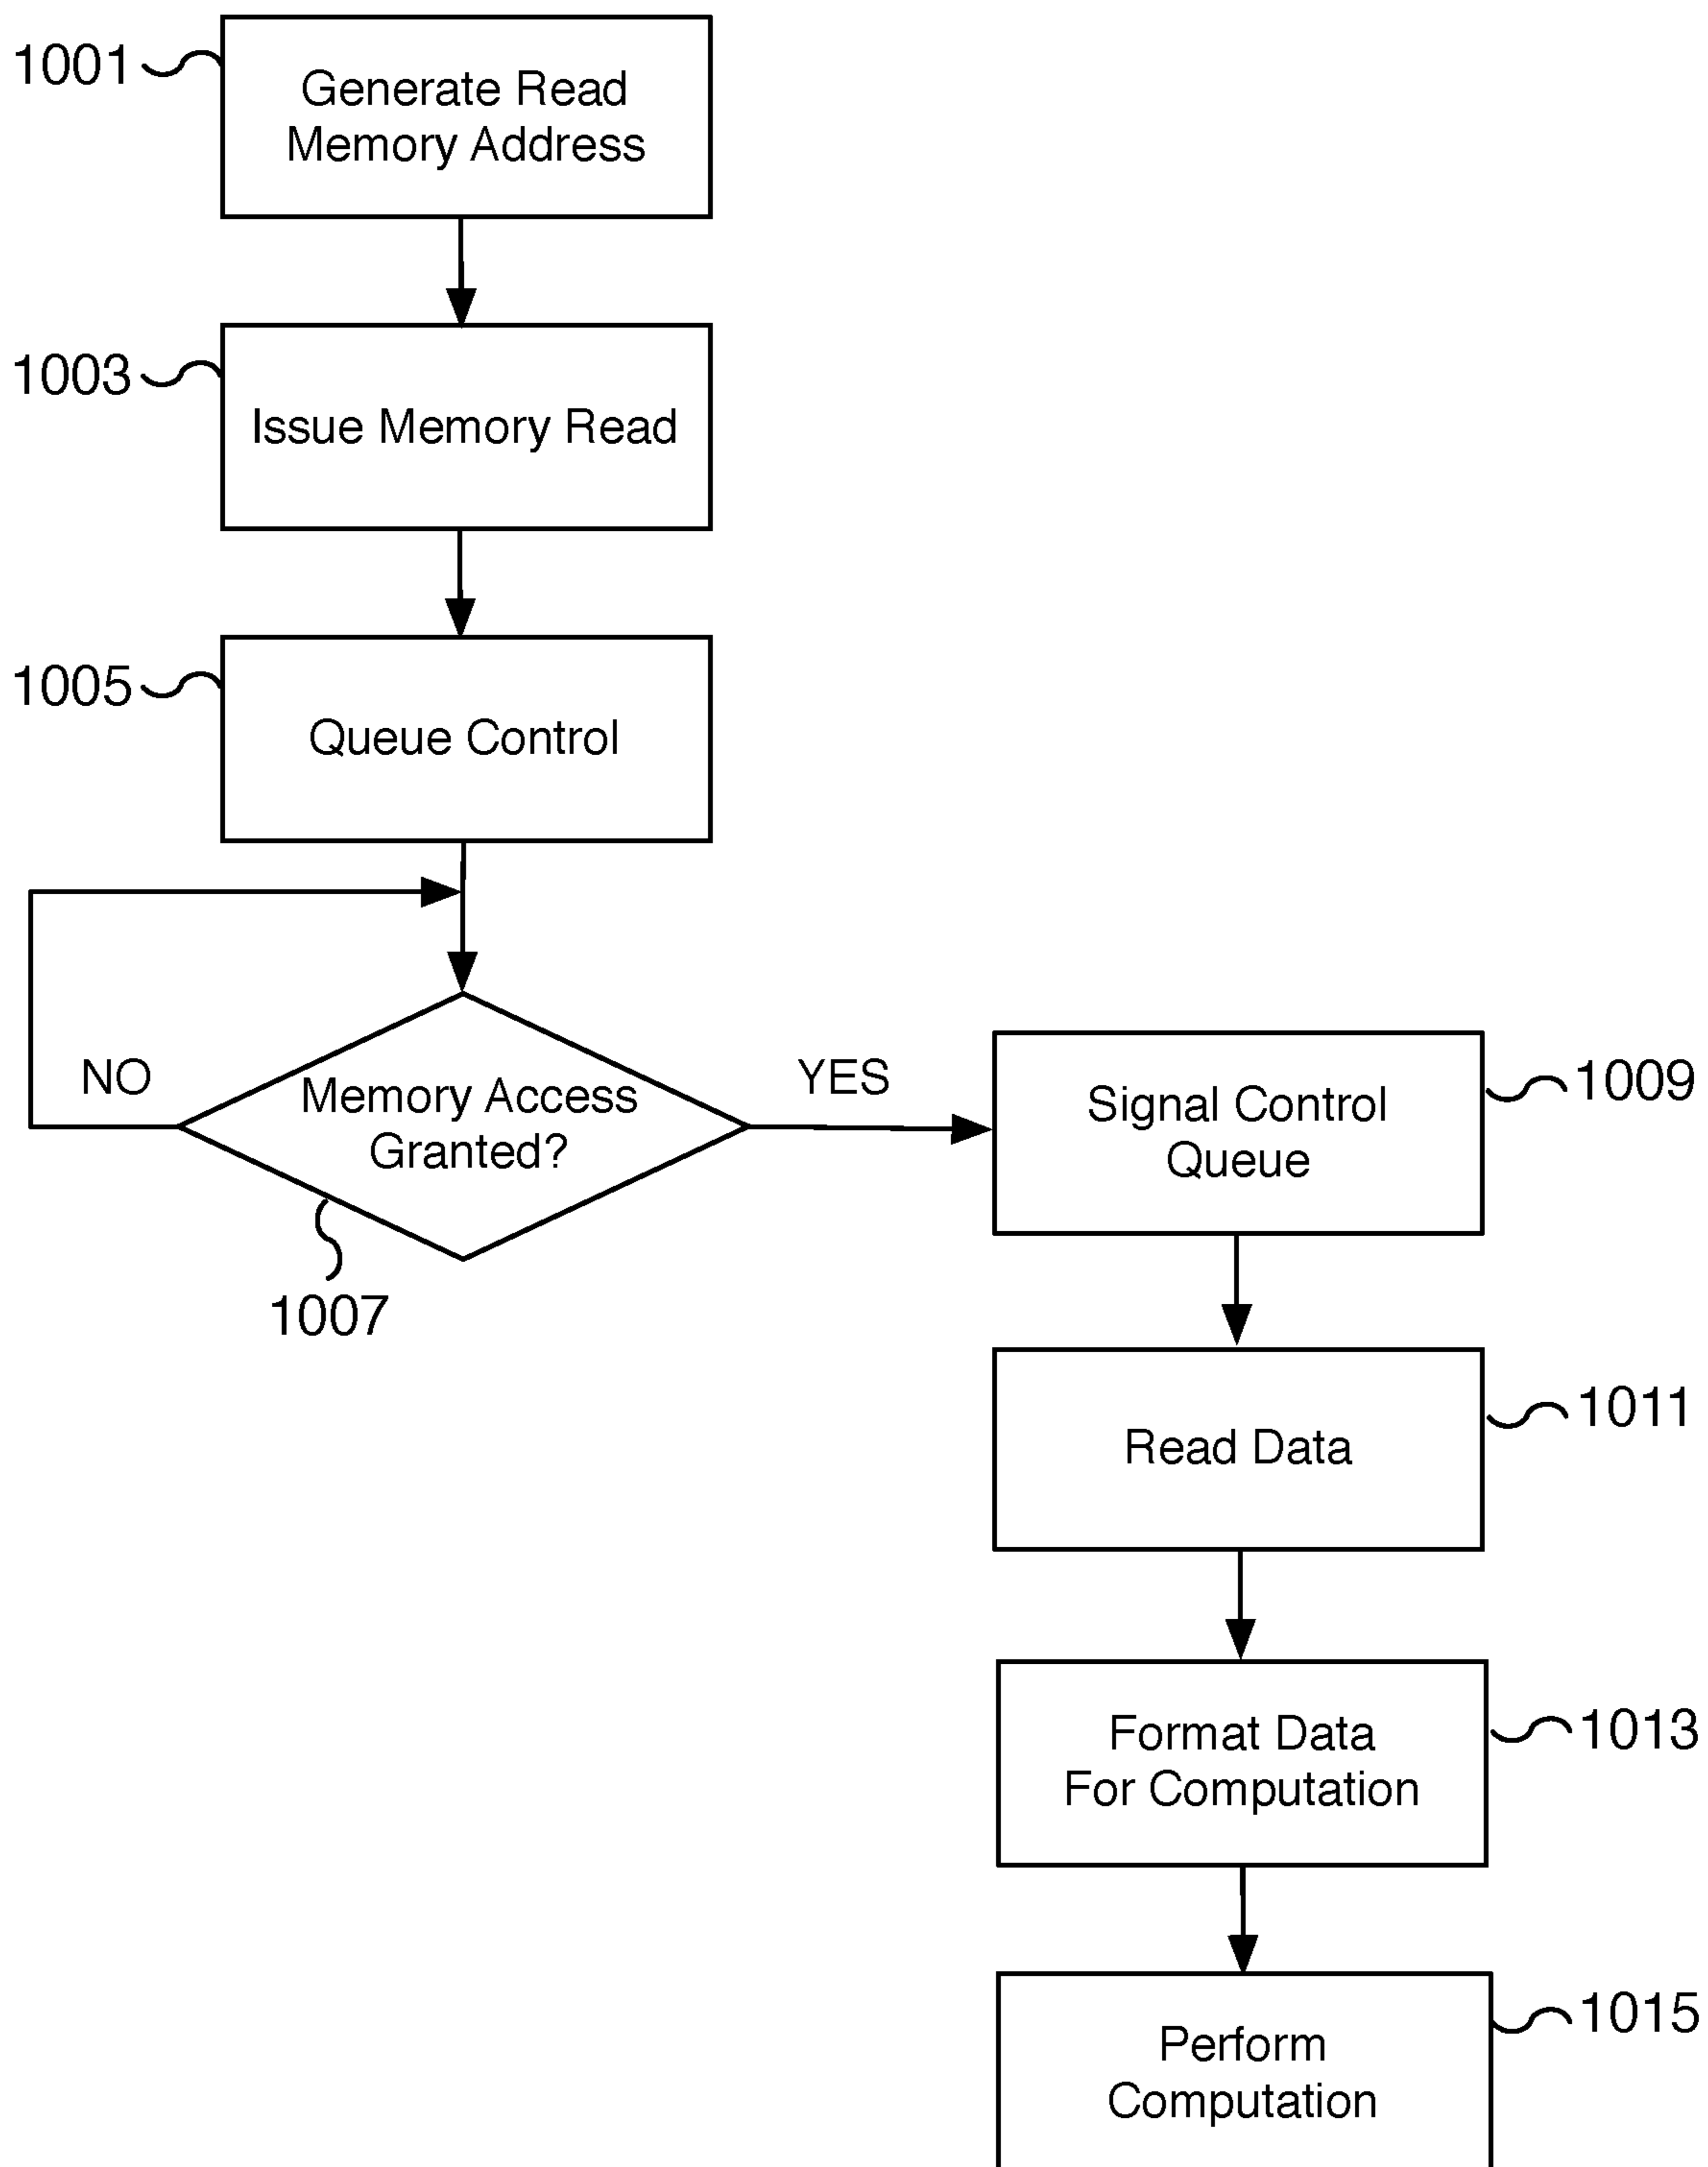 1001
Generate Read
Memory Address
1003
Issue Memory Read
1005
Queue Control
NO
Memory Access
Granted?
YES
1007
Signal Control
Queue
1009
Read Data
1011
Format Data
For Computation
1013
Perform
Computation
1015